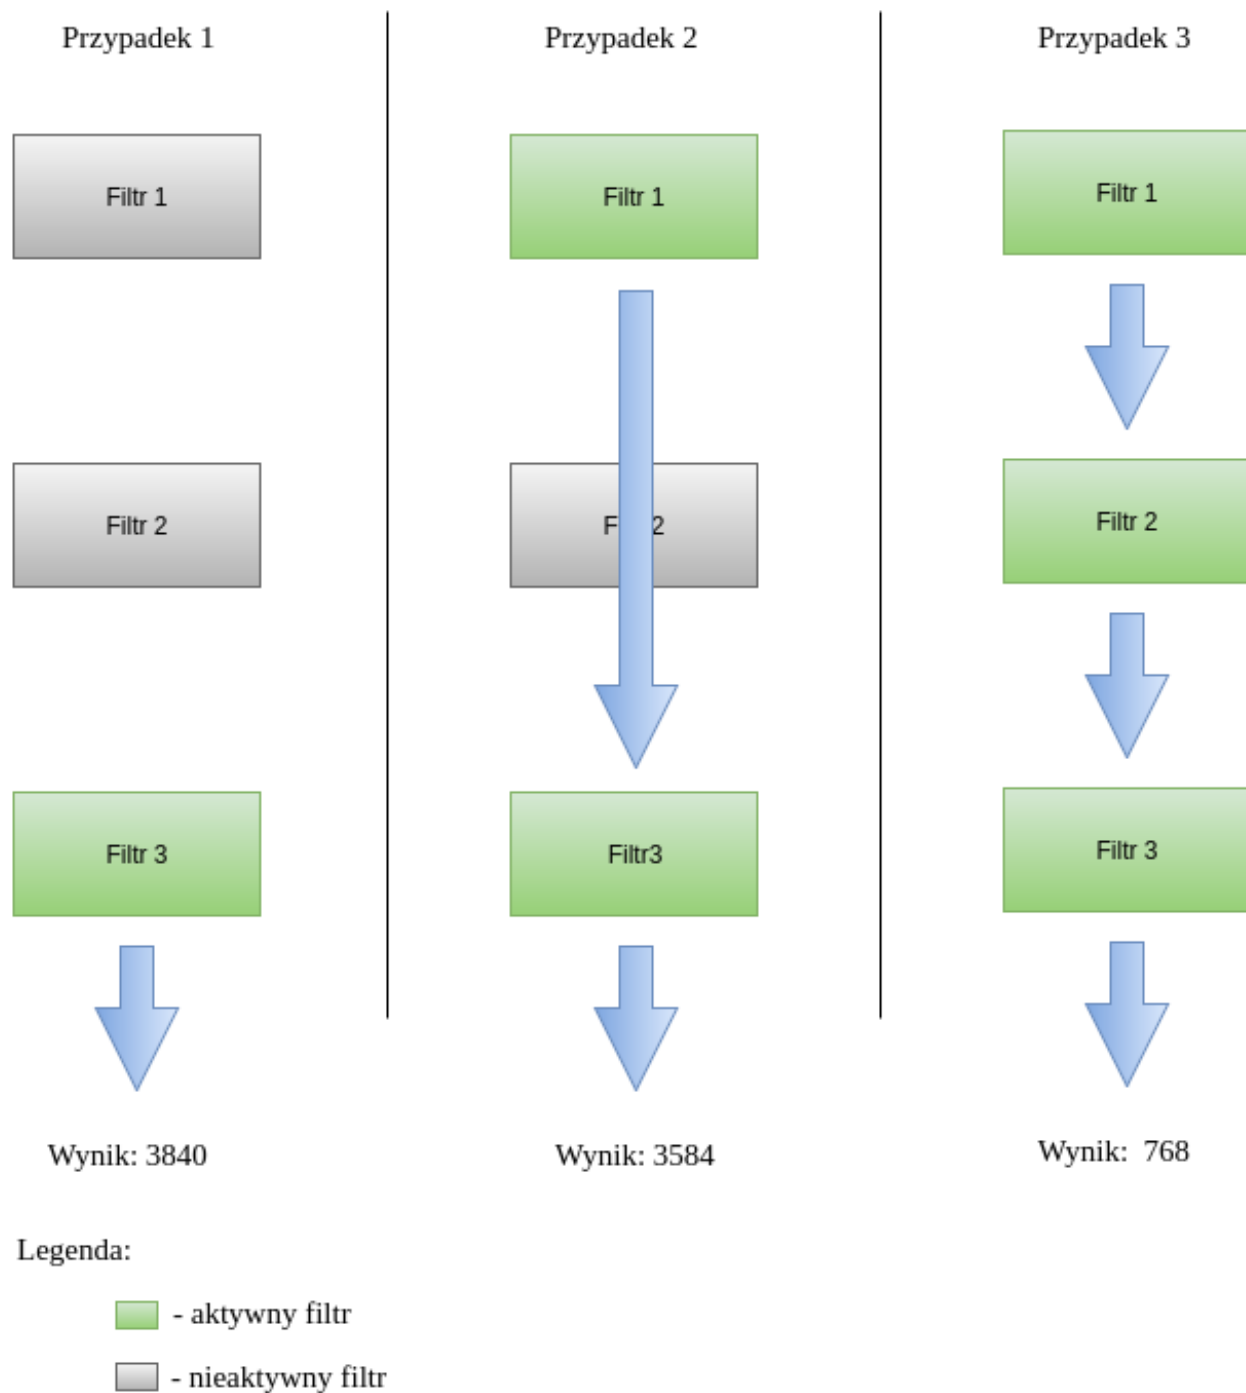 Przypadek 1
Przypadek 2
Przypadek 3
Filtr 1
Filtr 1
Filtr 1
Filtr 2
F 2
Filtr 2
Filtr 3
Filtr3
Filtr 3
Wynik: 3840
Wynik: 3584
Wynik:  768
Legenda:
- aktywny filtr
- nieaktywny filtr